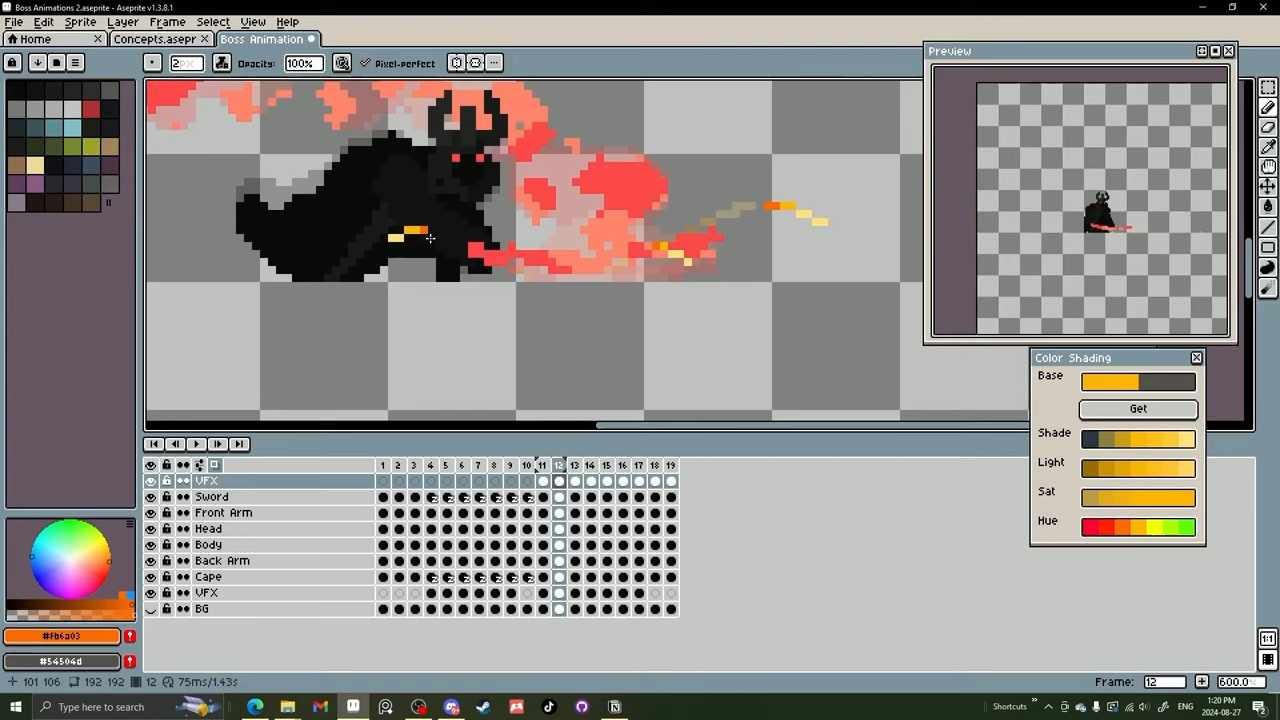 Boss Animations 2.aseprite - Aseprite v1.3.8.1
File Edit Sprite Layer Frame Select View Help
Home Concepts.asepr Boss Animation
2px Opacity: 100% Pixel-perfect
Preview
Color Shading
Base
Get
Shade
Light
Sat
Hue
1 2 3 4 5 6 7 8 9 10 11 12 13 14 15 16 17 18 19
VFX
Sword
Front Arm
Head
Body
Back Arm
Cape
VFX
BG
#fb6a03
#54504d
1:1
101 106 192 192 12 75ms/1.43s
Frame: 12 600.0
Type here to search
Shortcuts
1:20 PM
2024-08-27